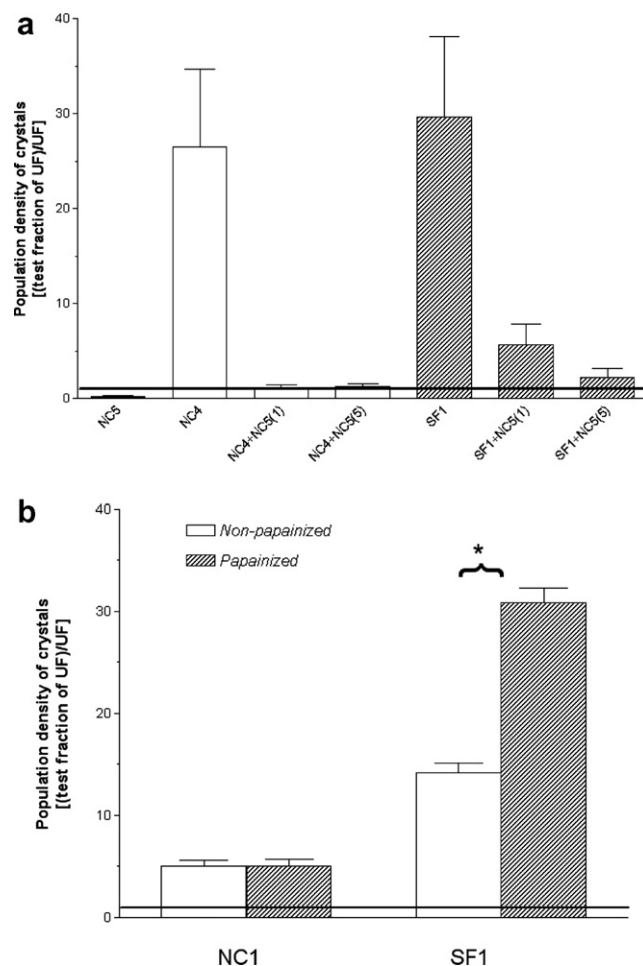 a
Population density of crystals
[(test fraction of UF)/UF]
40
30
20
10
0
NC5
NC4
NC4+NC5(1)
NC4+NC5(5)
SF1
SF1+NC5(1)
SF1+NC5(5)
b
Population density of crystals
[(test fraction of UF)/UF]
40
30
20
10
0
Non-papainized
Papainized
*
NC1
SF1